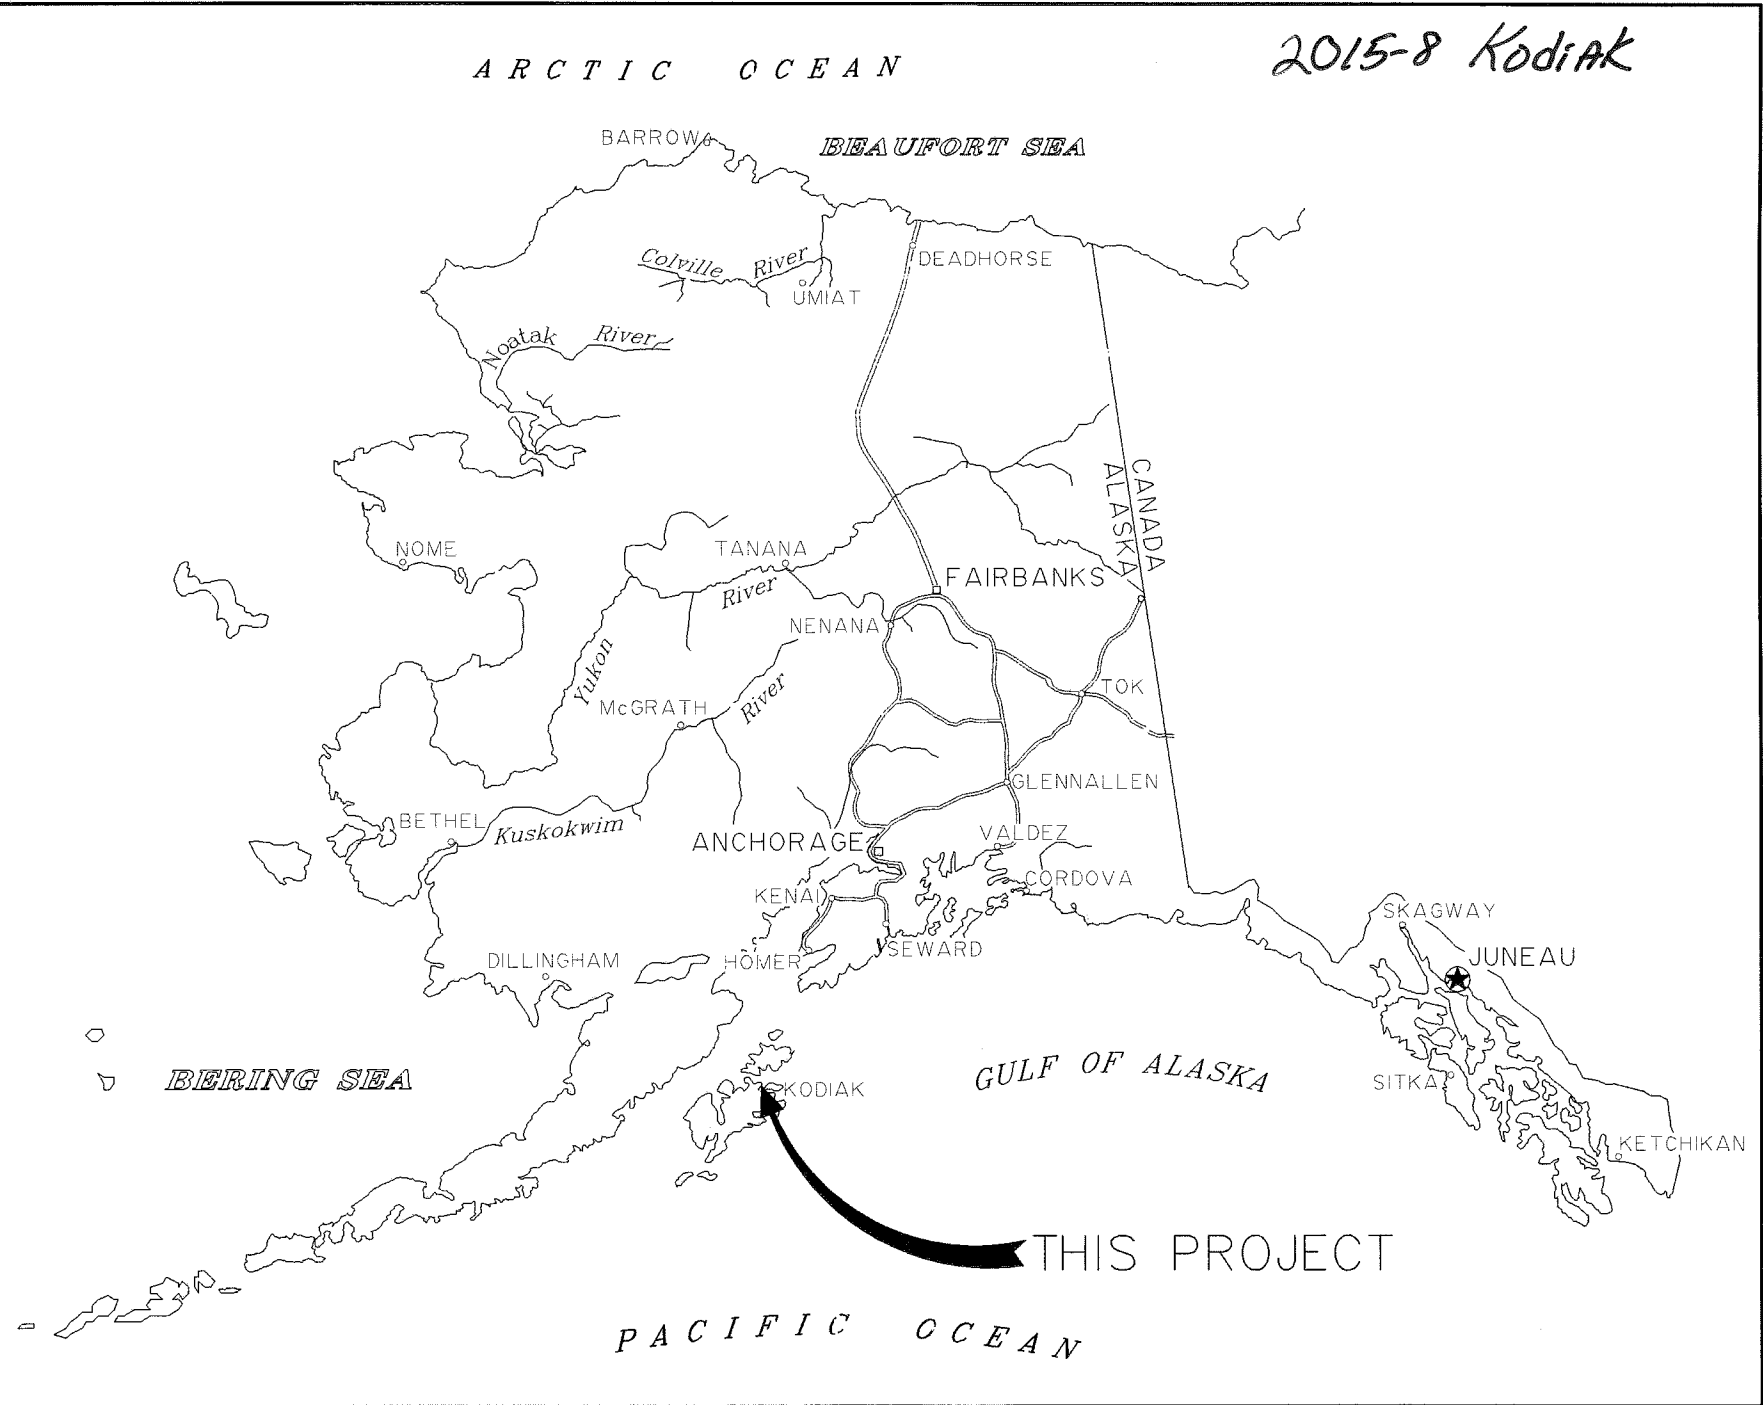 2015-8 Kodiak
ARCTIC OCEAN
BARROW
BEAUFORT SEA
DEADHORSE
Colville River
UMIAT
Noatak River
CANADA
ALASKA
NOME
TANANA
FAIRBANKS
River
NENANA
Yukon
TOK
McGRATH
River
GLENNALLEN
BETHEL
Kuskokwim
VALDEZ
ANCHORAGE
CORDOVA
KENAI
SKAGWAY
SEWARD
JUNEAU
DILLINGHAM
HOMER
BERING SEA
GULF OF ALASKA
SITKA
KODIAK
KETCHIKAN
THIS PROJECT
PACIFIC OCEAN